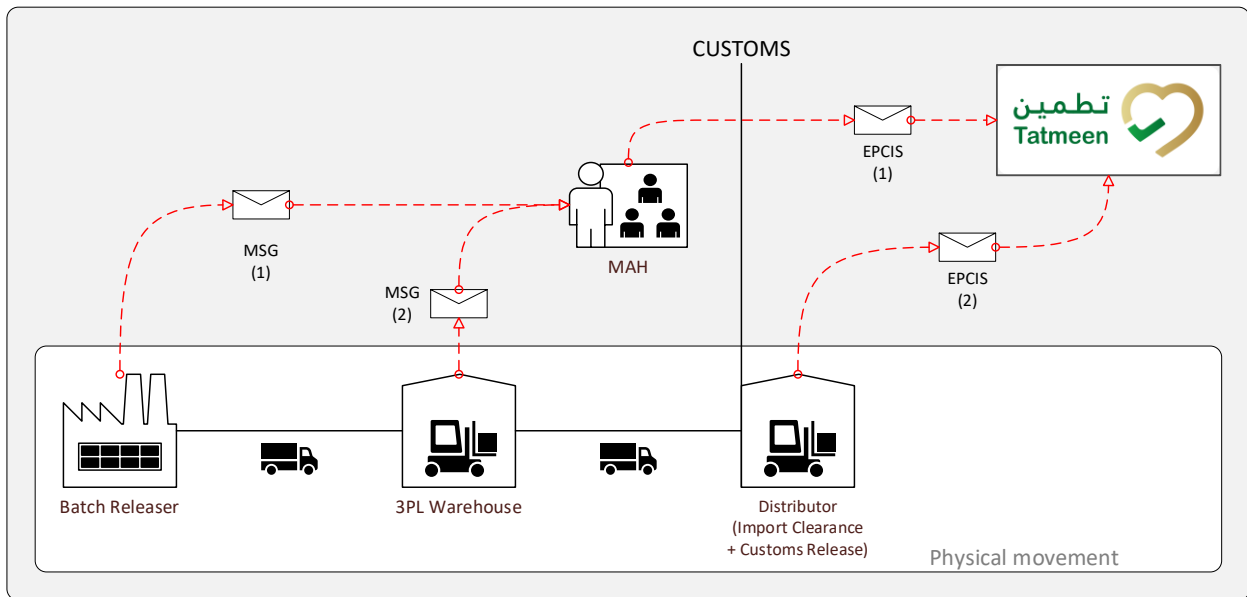 CUSTOMS
تطمين
Tatmeen
EPCIS
(1)
MSG
(1)
MAH
EPCIS
(2)
MSG
(2)
Batch Releaser
3PL Warehouse
Distributor
(Import Clearance
+ Customs Release)
Physical movement